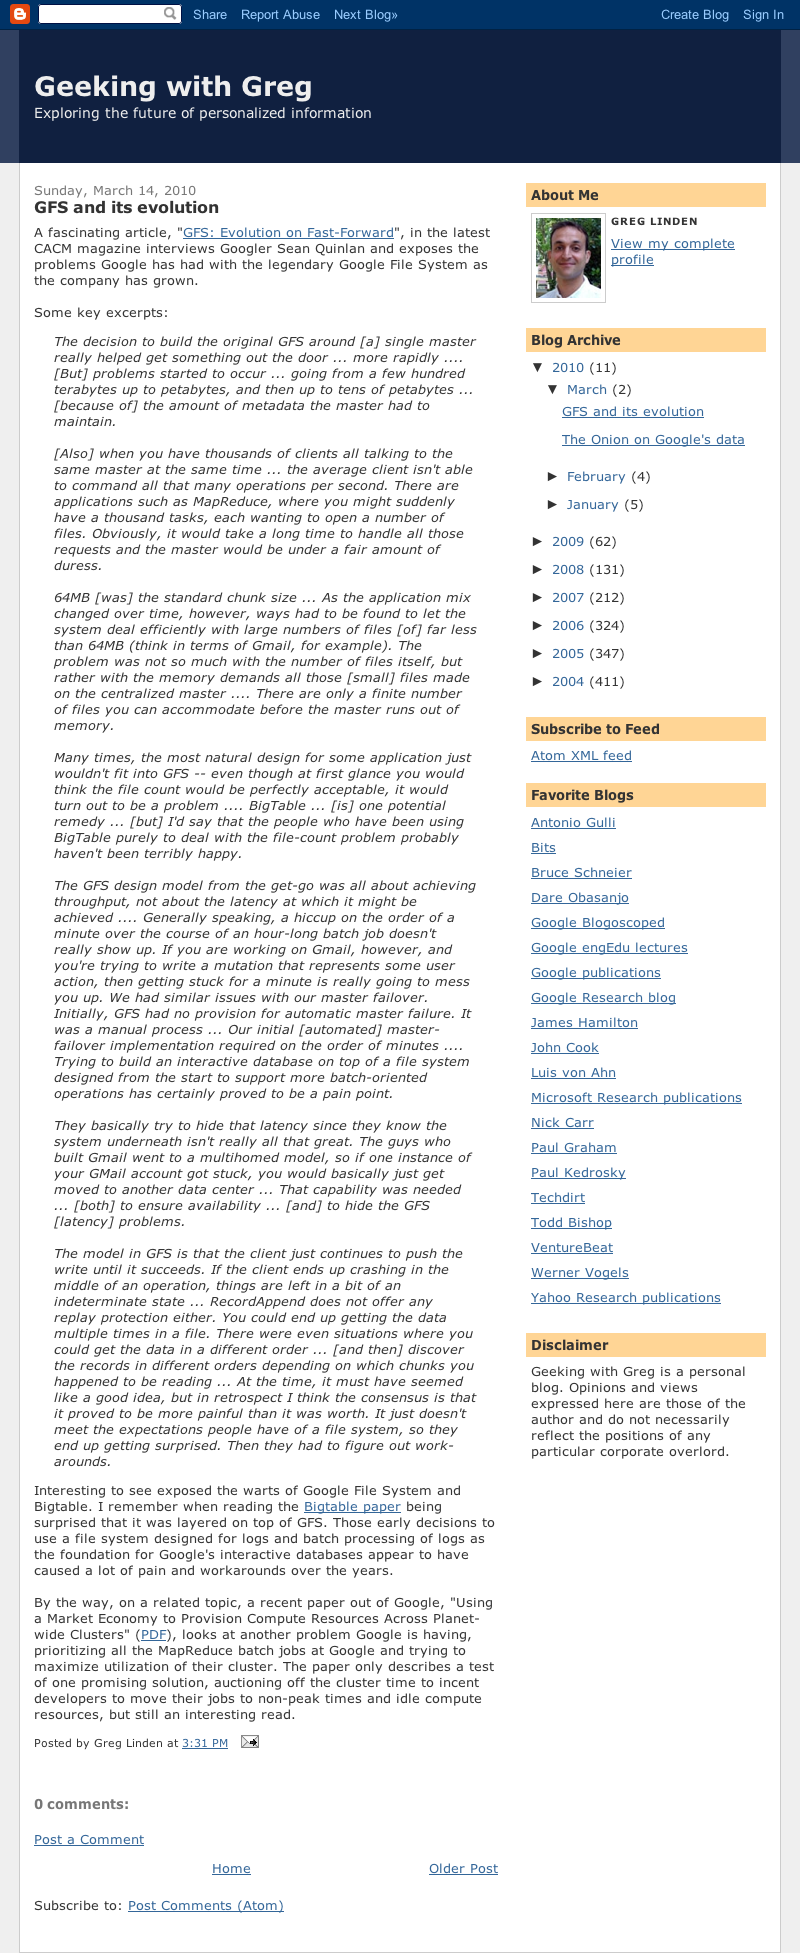 Share Report Abuse Next Blog» Create Blog Sign In
Geeking with Greg
Exploring the future of personalized information
Sunday, March 14, 2010
GFS and its evolution
A fascinating article, "GFS: Evolution on Fast-Forward", in the latest
CACM magazine interviews Googler Sean Quinlan and exposes the
problems Google has had with the legendary Google File System as
the company has grown.
Some key excerpts:
The decision to build the original GFS around [a] single master
really helped get something out the door ... more rapidly ....
[But] problems started to occur ... going from a few hundred
terabytes up to petabytes, and then up to tens of petabytes ...
[because of] the amount of metadata the master had to
maintain.
[Also] when you have thousands of clients all talking to the
same master at the same time ... the average client isn't able
to command all that many operations per second. There are
applications such as MapReduce, where you might suddenly
have a thousand tasks, each wanting to open a number of
files. Obviously, it would take a long time to handle all those
requests and the master would be under a fair amount of
duress.
64MB [was] the standard chunk size ... As the application mix
changed over time, however, ways had to be found to let the
system deal efficiently with large numbers of files [of] far less
than 64MB (think in terms of Gmail, for example). The
problem was not so much with the number of files itself, but
rather with the memory demands all those [small] files made
on the centralized master .... There are only a finite number
of files you can accommodate before the master runs out of
memory.
Many times, the most natural design for some application just
wouldn't fit into GFS -- even though at first glance you would
think the file count would be perfectly acceptable, it would
turn out to be a problem .... BigTable ... [is] one potential
remedy ... [but] I'd say that the people who have been using
BigTable purely to deal with the file-count problem probably
haven't been terribly happy.
The GFS design model from the get-go was all about achieving
throughput, not about the latency at which it might be
achieved .... Generally speaking, a hiccup on the order of a
minute over the course of an hour-long batch job doesn't
really show up. If you are working on Gmail, however, and
you're trying to write a mutation that represents some user
action, then getting stuck for a minute is really going to mess
you up. We had similar issues with our master failover.
Initially, GFS had no provision for automatic master failure. It
was a manual process ... Our initial [automated] master-
failover implementation required on the order of minutes ....
Trying to build an interactive database on top of a file system
designed from the start to support more batch-oriented
operations has certainly proved to be a pain point.
They basically try to hide that latency since they know the
system underneath isn't really all that great. The guys who
built Gmail went to a multihomed model, so if one instance of
your GMail account got stuck, you would basically just get
moved to another data center ... That capability was needed
... [both] to ensure availability ... [and] to hide the GFS
[latency] problems.
The model in GFS is that the client just continues to push the
write until it succeeds. If the client ends up crashing in the
middle of an operation, things are left in a bit of an
indeterminate state ... RecordAppend does not offer any
replay protection either. You could end up getting the data
multiple times in a file. There were even situations where you
could get the data in a different order ... [and then] discover
the records in different orders depending on which chunks you
happened to be reading ... At the time, it must have seemed
like a good idea, but in retrospect I think the consensus is that
it proved to be more painful than it was worth. It just doesn't
meet the expectations people have of a file system, so they
end up getting surprised. Then they had to figure out work-
arounds.
Interesting to see exposed the warts of Google File System and
Bigtable. I remember when reading the Bigtable paper being
surprised that it was layered on top of GFS. Those early decisions to
use a file system designed for logs and batch processing of logs as
the foundation for Google's interactive databases appear to have
caused a lot of pain and workarounds over the years.
By the way, on a related topic, a recent paper out of Google, "Using
a Market Economy to Provision Compute Resources Across Planet-
wide Clusters" (PDF), looks at another problem Google is having,
prioritizing all the MapReduce batch jobs at Google and trying to
maximize utilization of their cluster. The paper only describes a test
of one promising solution, auctioning off the cluster time to incent
developers to move their jobs to non-peak times and idle compute
resources, but still an interesting read.
Posted by Greg Linden at 3:31 PM
0 comments:
Post a Comment
Home Older Post
Subscribe to: Post Comments (Atom)
About Me
GREG LINDEN
View my complete
profile
Blog Archive
▼ 2010 (11)
▼ March (2)
GFS and its evolution
The Onion on Google's data
► February (4)
► January (5)
► 2009 (62)
► 2008 (131)
► 2007 (212)
► 2006 (324)
► 2005 (347)
► 2004 (411)
Subscribe to Feed
Atom XML feed
Favorite Blogs
Antonio Gulli
Bits
Bruce Schneier
Dare Obasanjo
Google Blogoscoped
Google engEdu lectures
Google publications
Google Research blog
James Hamilton
John Cook
Luis von Ahn
Microsoft Research publications
Nick Carr
Paul Graham
Paul Kedrosky
Techdirt
Todd Bishop
VentureBeat
Werner Vogels
Yahoo Research publications
Disclaimer
Geeking with Greg is a personal
blog. Opinions and views
expressed here are those of the
author and do not necessarily
reflect the positions of any
particular corporate overlord.